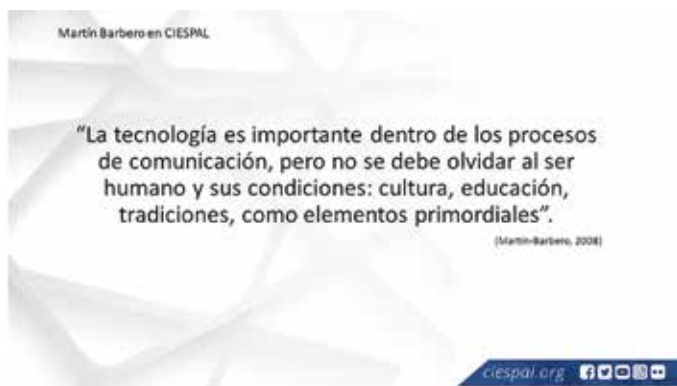 Martín Barbero en CIESPAL
“La tecnología es importante dentro de los procesos
de comunicación, pero no se debe olvidar al ser
humano y sus condiciones: cultura, educación,
tradiciones, como elementos primordiales”.
(Martín-Barbero, 2008)
ciespal.org